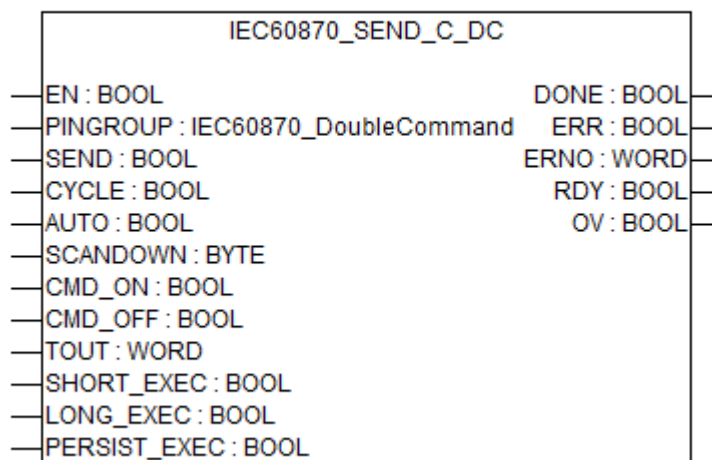 IEC60870_SEND_C_DC
EN : BOOL DONE : BOOL
PINGROUP : IEC60870_DoubleCommand ERR : BOOL
SEND : BOOL ERNO : WORD
CYCLE : BOOL RDY : BOOL
AUTO : BOOL OV : BOOL
SCANDOWN : BYTE
CMD_ON : BOOL
CMD_OFF : BOOL
TOUT : WORD
SHORT_EXEC : BOOL
LONG_EXEC : BOOL
PERSIST_EXEC : BOOL